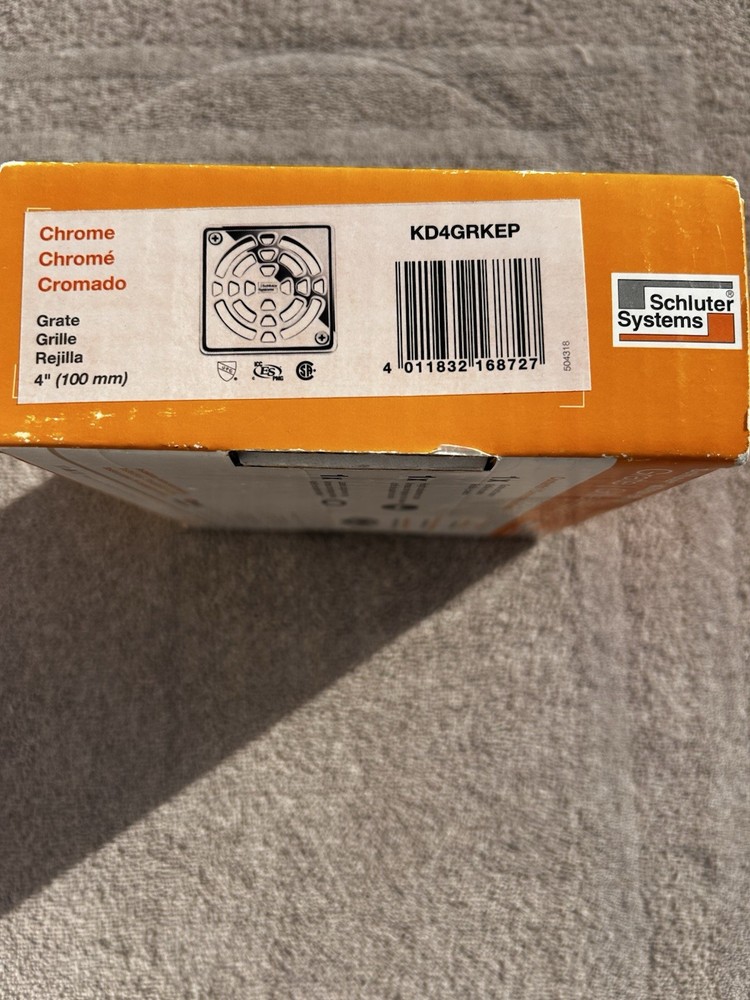 Chrome
Chromé
Cromado
Grate
Grille
Rejilla
4" (100 mm)
KD4GRKEP
4 011832 168727
504318
Schluter®
Systems